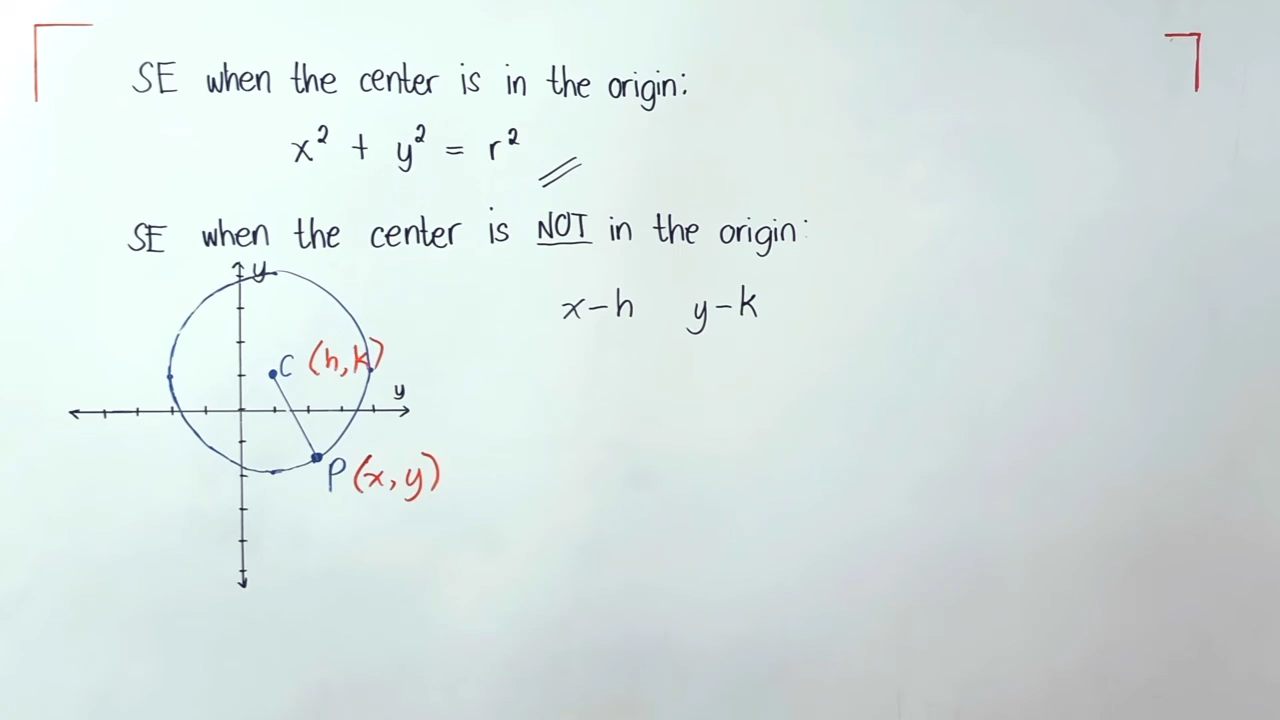 SE when the center is in the origin:
x² + y² = r²
SE when the center is NOT in the origin:
y
x-h y-k
C (h,k)
y
P(x,y)